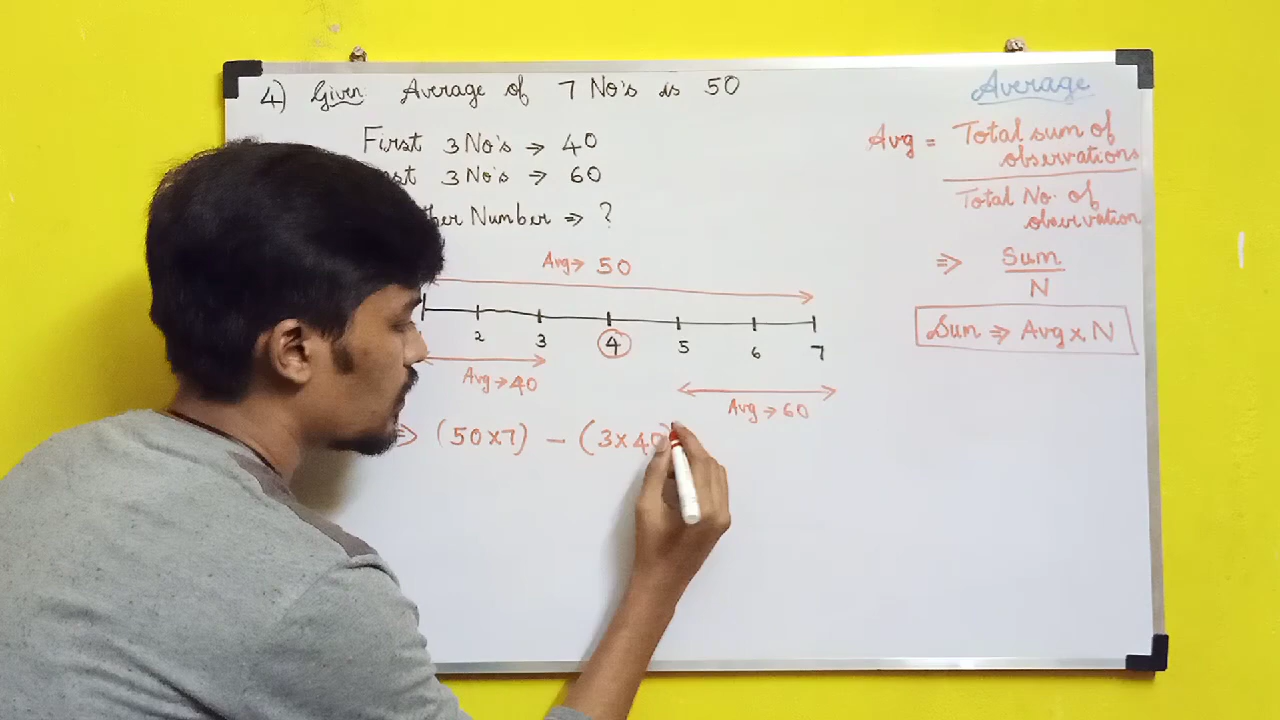 4) Given: Average of 7 No's is 50
First 3 No's → 40
3 No's → 60
Number ⇒ ?
Avg → 50
2 3 4 5 6 7
Avg → 40
Avg → 60
⇒ (50×7) − (3×40)
Average
Avg = Total sum of
observations
Total No. of
observation
⇒ Sum
N
Sum ⇒ Avg × N